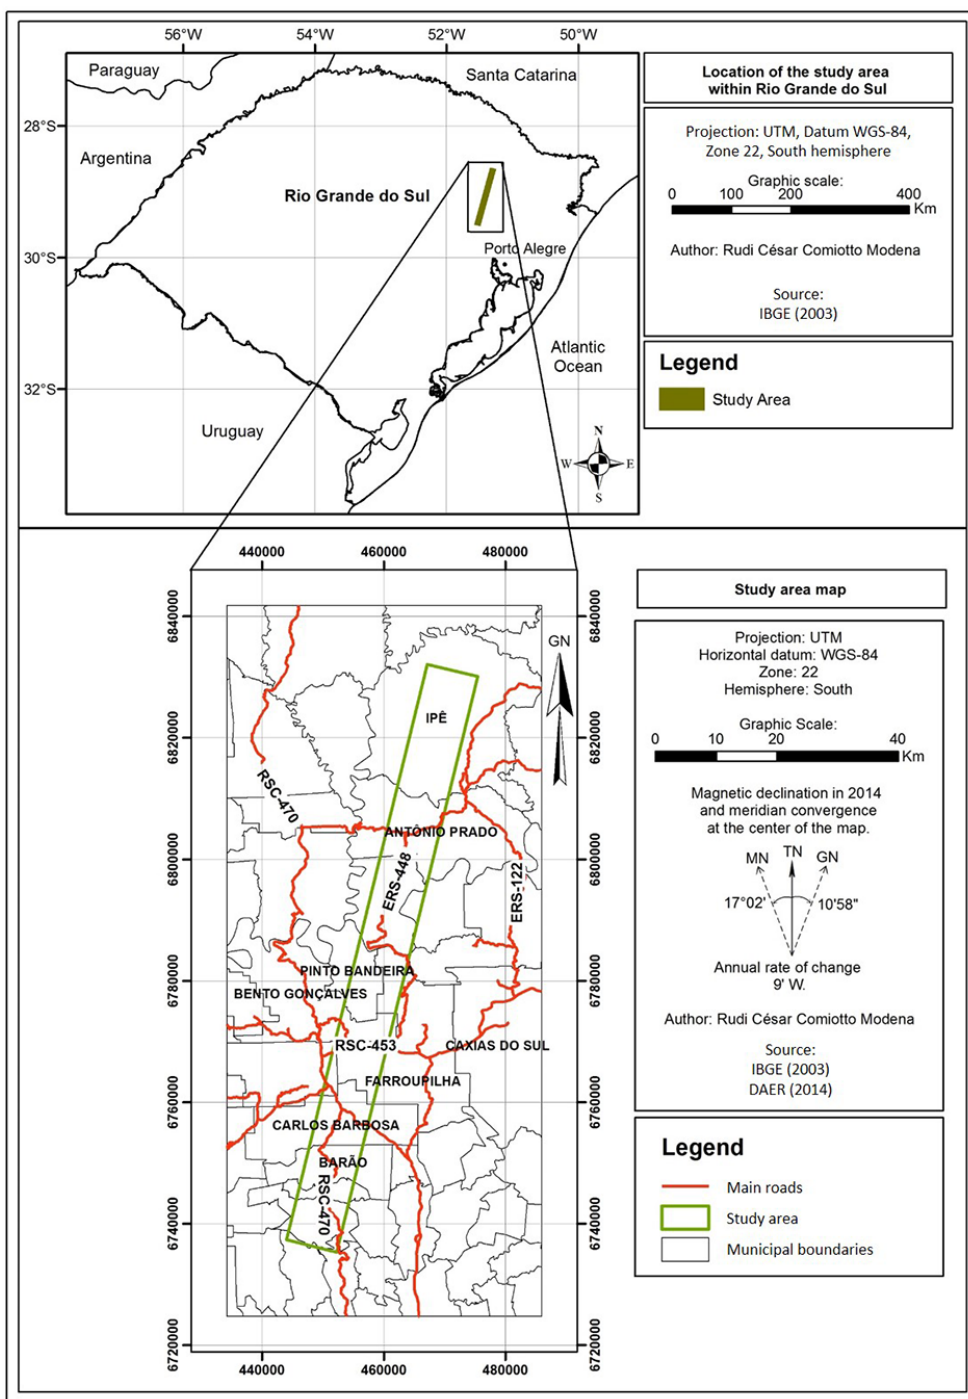 56°W 54°W 52°W 50°W
Paraguay
Santa Catarina
28°S
Argentina
Rio Grande do Sul
30°S
Porto Alegre
Atlantic
Ocean
32°S
Uruguay
N
W E
S
Location of the study area
within Rio Grande do Sul
Projection: UTM, Datum WGS-84,
Zone 22, South hemisphere
Graphic scale:
0 100 200 400
Km
Author: Rudi César Comiotto Modena
Source:
IBGE (2003)
Legend
Study Area
440000 460000 480000
6840000 6840000
GN
IPÊ
6820000 6820000
RSC-470
ANTÔNIO PRADO
6800000 6800000
ERS-448
ERS-122
PINTO BANDEIRA
6780000 6780000
BENTO GONÇALVES
RSC-453
CAXIAS DO SUL
FARROUPILHA
6760000 6760000
CARLOS BARBOSA
BARÃO
RSC-470
6740000 6740000
6720000 6720000
440000 460000 480000
Study area map
Projection: UTM
Horizontal datum: WGS-84
Zone: 22
Hemisphere: South
Graphic Scale:
0 10 20 40
Km
Magnetic declination in 2014
and meridian convergence
at the center of the map.
MN TN GN
17°02' 10'58"
Annual rate of change
9' W.
Author: Rudi César Comiotto Modena
Source:
IBGE (2003)
DAER (2014)
Legend
Main roads
Study area
Municipal boundaries